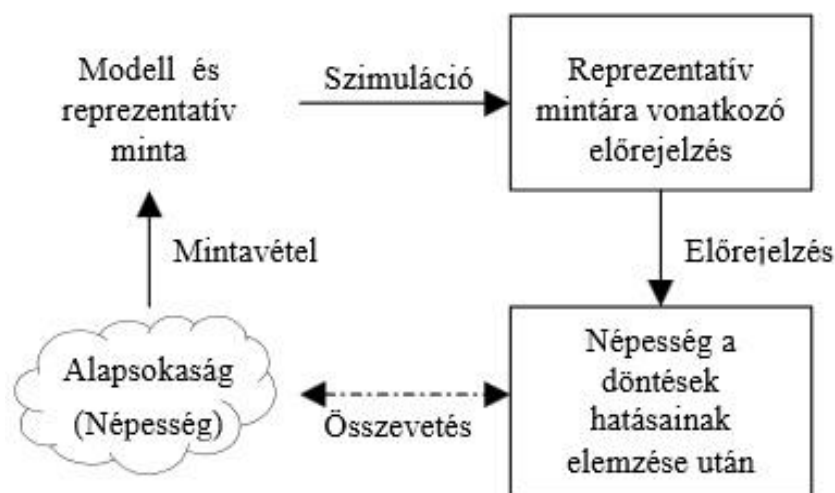 Modell és
reprezentatív
minta
Szimuláció
Reprezentatív
mintára vonatkozó
előrejelzés
Mintavétel
Előrejelzés
Alapsokaság
(Népesség)
Összevetés
Népesség a
döntések
hatásainak
elemzése után